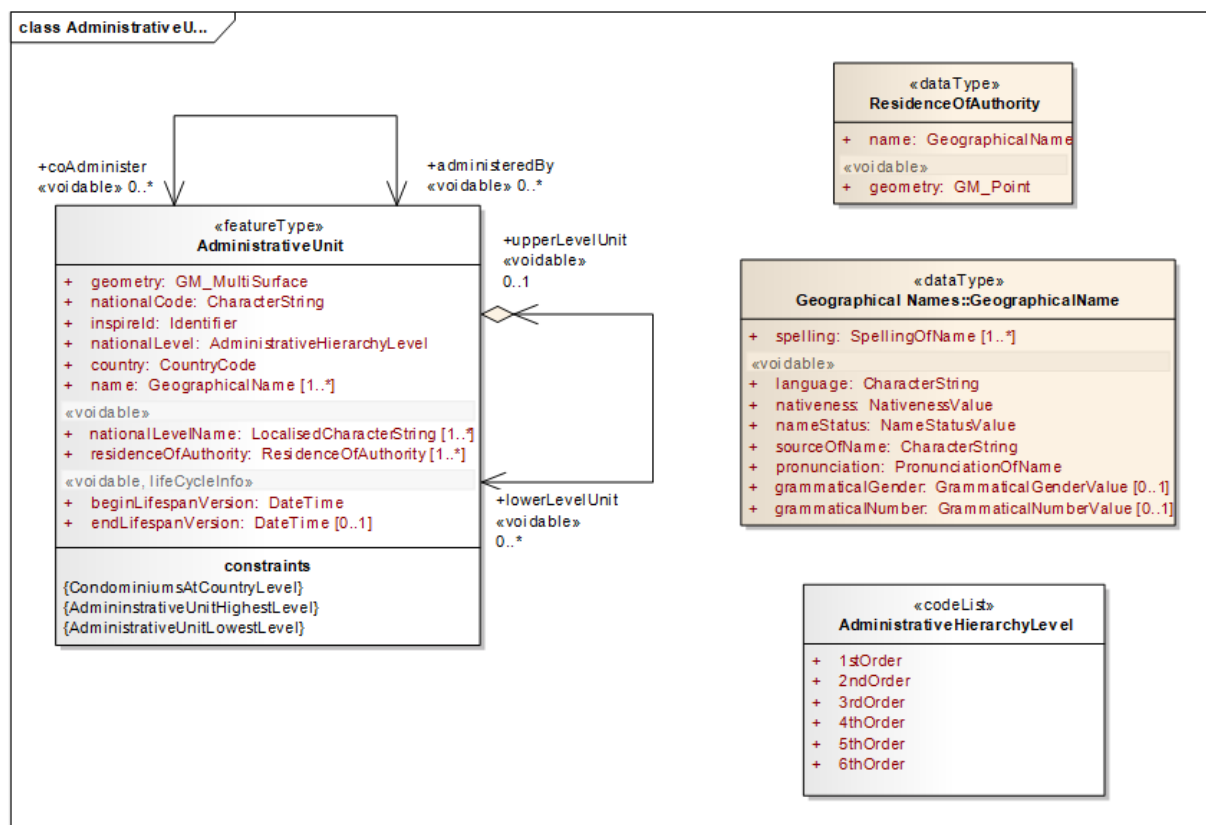 class AdministrativeU...
+coAdminister
«voidable» 0..*
+administeredBy
«voidable» 0..*
«featureType»
AdministrativeUnit
+ geometry: GM_MultiSurface
+ nationalCode: CharacterString
+ inspireId: Identifier
+ nationalLevel: AdministrativeHierarchyLevel
+ country: CountryCode
+ name: GeographicalName [1..*]
«voidable»
+ nationalLevelName: LocalisedCharacterString [1..*]
+ residenceOfAuthority: ResidenceOfAuthority [1..*]
«voidable, lifeCycleInfo»
+ beginLifespanVersion: DateTime
+ endLifespanVersion: DateTime [0..1]
constraints
{CondominiumsAtCountryLevel}
{AdmininstrativeUnitHighestLevel}
{AdministrativeUnitLowestLevel}
+upperLevelUnit
«voidable»
0..1
+lowerLevelUnit
«voidable»
0..*
«dataType»
ResidenceOfAuthority
+ name: GeographicalName
«voidable»
+ geometry: GM_Point
«dataType»
Geographical Names::GeographicalName
+ spelling: SpellingOfName [1..*]
«voidable»
+ language: CharacterString
+ nativeness: NativenessValue
+ nameStatus: NameStatusValue
+ sourceOfName: CharacterString
+ pronunciation: PronunciationOfName
+ grammaticalGender: GrammaticalGenderValue [0..1]
+ grammaticalNumber: GrammaticalNumberValue [0..1]
«codeList»
AdministrativeHierarchyLevel
+ 1stOrder
+ 2ndOrder
+ 3rdOrder
+ 4thOrder
+ 5thOrder
+ 6thOrder